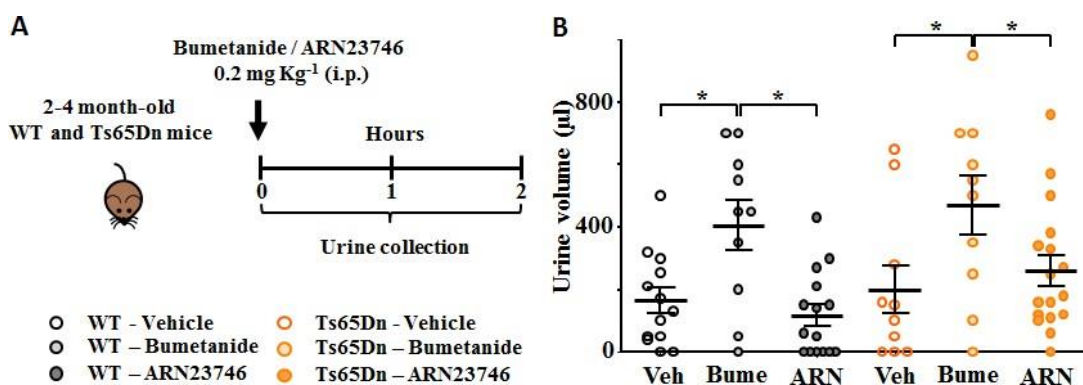 A
Bumetanide / ARN23746
0.2 mg Kg⁻¹ (i.p.)
2-4 month-old
WT and Ts65Dn mice
Hours
0 1 2
Urine collection
WT - Vehicle
WT – Bumetanide
WT – ARN23746
Ts65Dn - Vehicle
Ts65Dn – Bumetanide
Ts65Dn – ARN23746
B
* * * *
Urine volume (µl)
800
400
0
Veh Bume ARN Veh Bume ARN